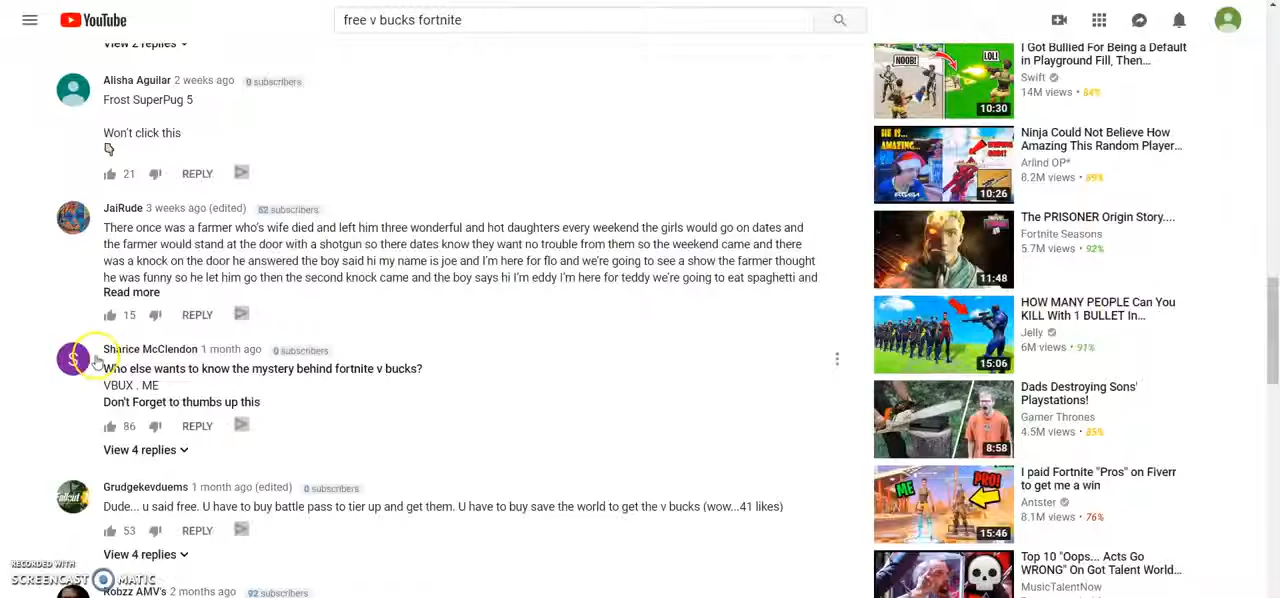 YouTube
free v bucks fortnite
View 2 replies
Alisha Aguilar 2 weeks ago 0 subscribers
Frost SuperPug 5
Won't click this
21 REPLY
JaiRude 3 weeks ago (edited) 52 subscribers
There once was a farmer who's wife died and left him three wonderful and hot daughters every weekend the girls would go on dates and
the farmer would stand at the door with a shotgun so there dates know they want no trouble from them so the weekend came and there
was a knock on the door he answered the boy said hi my name is joe and I'm here for flo and we're going to see a show the farmer thought
he was funny so he let him go then the second knock came and the boy says hi I'm eddy I'm here for teddy we're going to eat spaghetti and
Read more
15 REPLY
S
Sharice McClendon 1 month ago 0 subscribers
Who else wants to know the mystery behind fortnite v bucks?
VBUX . ME
Don't Forget to thumbs up this
86 REPLY
View 4 replies
Grudgekevduems 1 month ago (edited) 0 subscribers
Dude... u said free. U have to buy battle pass to tier up and get them. U have to buy save the world to get the v bucks (wow...41 likes)
53 REPLY
View 4 replies
Robzz AMV's 2 months ago 92 subscribers
RECORDED WITH
SCREENCAST MATIC
NOOB!
LOL!
10:30
I Got Bullied For Being a Default
in Playground Fill, Then...
Swift
14M views • 84%
HE IS...
AMAZING...
10:26
Ninja Could Not Believe How
Amazing This Random Player...
Arlind OP*
8.2M views • 89%
11:48
The PRISONER Origin Story....
Fortnite Seasons
5.7M views • 92%
15:06
HOW MANY PEOPLE Can You
KILL With 1 BULLET In...
Jelly
6M views • 91%
8:58
Dads Destroying Sons'
Playstations!
Gamer Thrones
4.5M views • 85%
ME
PRO!
15:46
I paid Fortnite "Pros" on Fiverr
to get me a win
Antster
8.1M views • 76%
Top 10 "Oops... Acts Go
WRONG" On Got Talent World...
MusicTalentNow